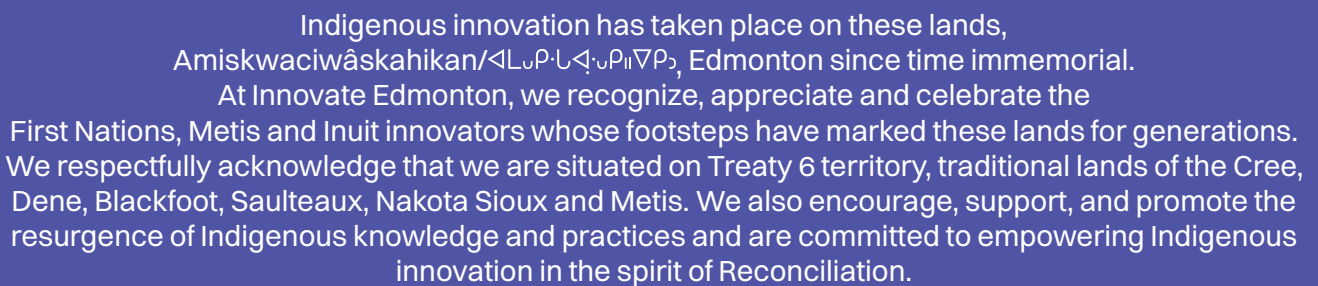 Indigenous innovation has taken place on these lands,
Amiskwaciwâskahikan/ᐊᒪᓑᑭᐧᒐᐋᐧᓑᑭᐦᐁᑭᐣ, Edmonton since time immemorial.
At Innovate Edmonton, we recognize, appreciate and celebrate the
First Nations, Metis and Inuit innovators whose footsteps have marked these lands for generations.
We respectfully acknowledge that we are situated on Treaty 6 territory, traditional lands of the Cree,
Dene, Blackfoot, Saulteaux, Nakota Sioux and Metis. We also encourage, support, and promote the
resurgence of Indigenous knowledge and practices and are committed to empowering Indigenous
innovation in the spirit of Reconciliation.